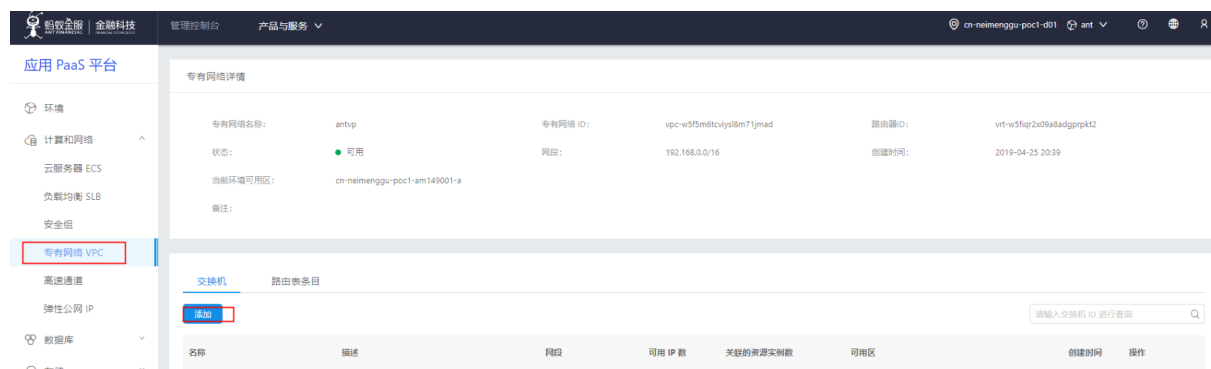 蚂蚁金服 金融科技 管理控制台 产品与服务 cn-neimenggu-poc1-d01 ant
ANT FINANCIAL
应用 PaaS 平台
专有网络详情
环境
专有网络名称: antvp 专有网络 ID: vpc-w5f5m6tcviysl8m71jmad 路由器ID: vrt-w5fiqr2x09a8adgprpkt2
计算和网络
状态: 可用 网段: 192.168.0.0/16 创建时间: 2019-04-25 20:39
云服务器 ECS
当前环境可用区: cn-neimenggu-poc1-am149001-a
负载均衡 SLB
备注:
安全组
专有网络 VPC
高速通道
交换机 路由表条目
弹性公网 IP
添加 请输入交换机 ID 进行查询
数据库
名称 描述 网段 可用 IP 数 关联的资源实例数 可用区 创建时间 操作